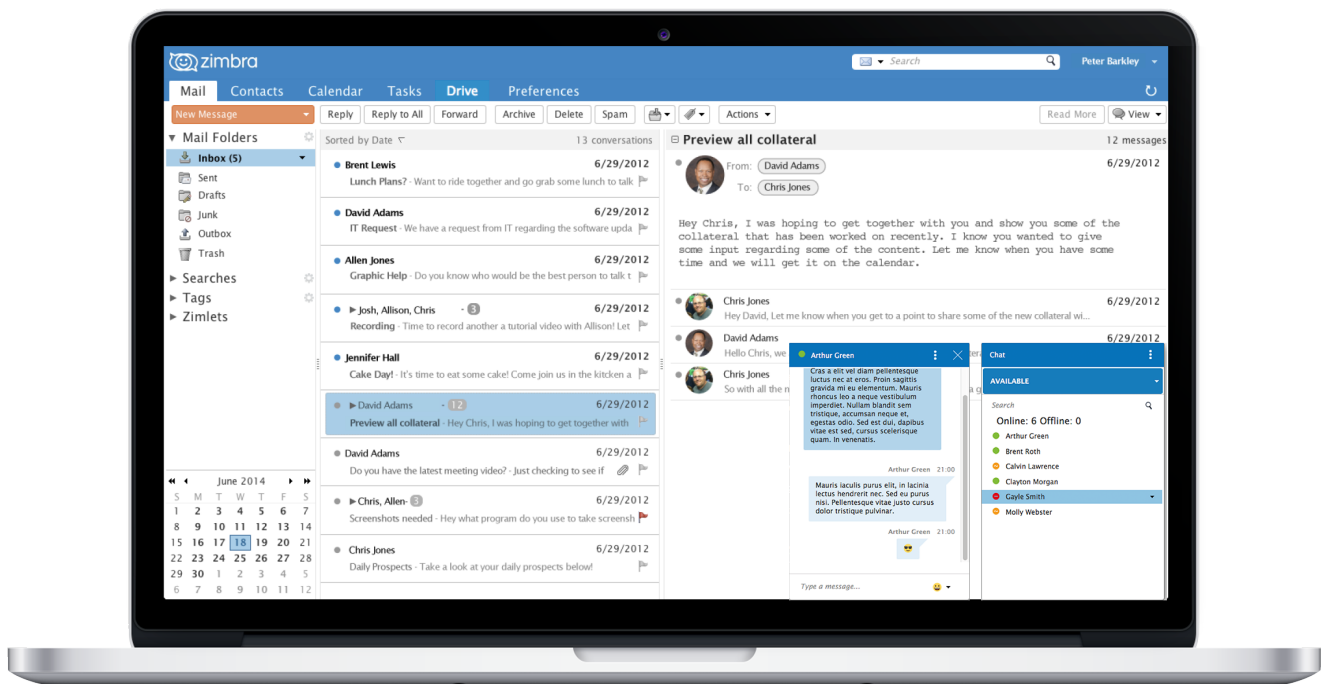 zimbra
Search
Peter Barkley
Mail Contacts Calendar Tasks Drive Preferences
New Message
Reply Reply to All Forward Archive Delete Spam Actions Read More View
Mail Folders
Inbox (5)
Sent
Drafts
Junk
Outbox
Trash
Searches
Tags
Zimlets
June 2014
S M T W T F S
1 2 3 4 5 6 7
8 9 10 11 12 13 14
15 16 17 18 19 20 21
22 23 24 25 26 27 28
29 30 1 2 3 4 5
6 7 8 9 10 11 12
Sorted by Date 13 conversations
Brent Lewis 6/29/2012
Lunch Plans? - Want to ride together and go grab some lunch to talk
David Adams 6/29/2012
IT Request - We have a request from IT regarding the software upda
Allen Jones 6/29/2012
Graphic Help - Do you know who would be the best person to talk t
Josh, Allison, Chris - 3 6/29/2012
Recording - Time to record another a tutorial video with Allison! Let
Jennifer Hall 6/29/2012
Cake Day! - It's time to eat some cake! Come join us in the kitcken a
David Adams - 12 6/29/2012
Preview all collateral - Hey Chris, I was hoping to get together with
David Adams 6/29/2012
Do you have the latest meeting video? - Just checking to see if
Chris, Allen- 3 6/29/2012
Screenshots needed - Hey what program do you use to take screensh
Chris Jones 6/29/2012
Daily Prospects - Take a look at your daily prospects below!
Preview all collateral 12 messages
From: David Adams 6/29/2012
To: Chris Jones
Hey Chris, I was hoping to get together with you and show you some of the
collateral that has been worked on recently. I know you wanted to give
some input regarding some of the content. Let me know when you have some
time and we will get it on the calendar.
Chris Jones 6/29/2012
Hey David, Let me know when you get to a point to share some of the new collateral wi...
David Adams 6/29/2012
Hello Chris, we
Chris Jones
So with all the n
Arthur Green
Cras a elit vel diam pellentesque
luctus nec at eros. Proin sagittis
gravida mi eu elementum. Mauris
rhoncus leo a neque vestibulum
imperdiet. Nullam blandit sem
tristique, accumsan neque et,
egestas odio. Sed est dui, dapibus
vitae est sed, cursus scelerisque
quam. In venenatis.
Arthur Green 21:00
Mauris iaculis purus elit, in lacinia
lectus hendrerit nec. Sed eu purus
nisi. Pellentesque vitae justo cursus
dolor tristique pulvinar.
Arthur Green 21:00
Type a message...
Chat
AVAILABLE
Search
Online: 6 Offline: 0
Arthur Green
Brent Roth
Calvin Lawrence
Clayton Morgan
Gayle Smith
Molly Webster